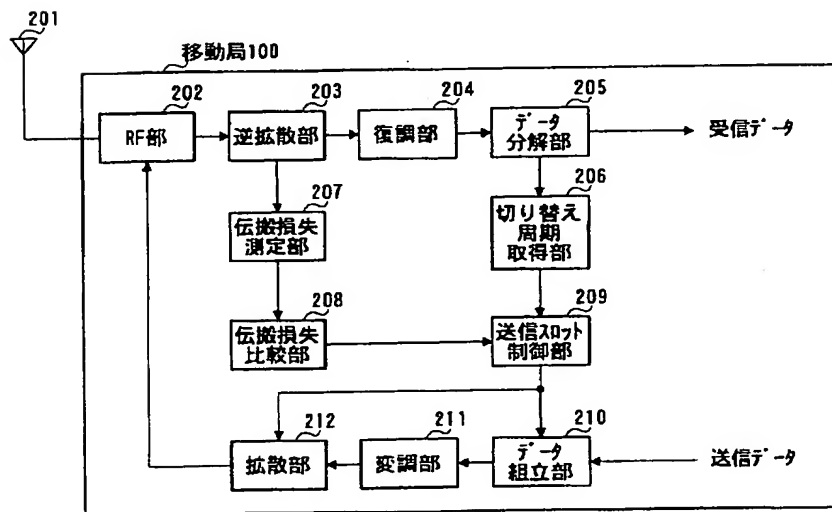 201
移動局100
202
RF部
203
逆拡散部
204
復調部
205
データ
分解部
受信データ
206
切り替え
周期
取得部
207
伝搬損失
測定部
208
伝搬損失
比較部
209
送信スロット
制御部
212
拡散部
211
変調部
210
データ
組立部
送信データ